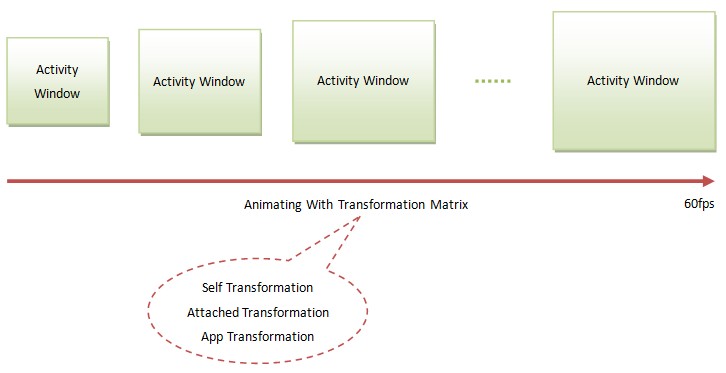 Activity
Window
Activity Window
Activity Window
......
Activity Window
Animating With Transformation Matrix
60fps
Self Transformation
Attached Transformation
App Transformation